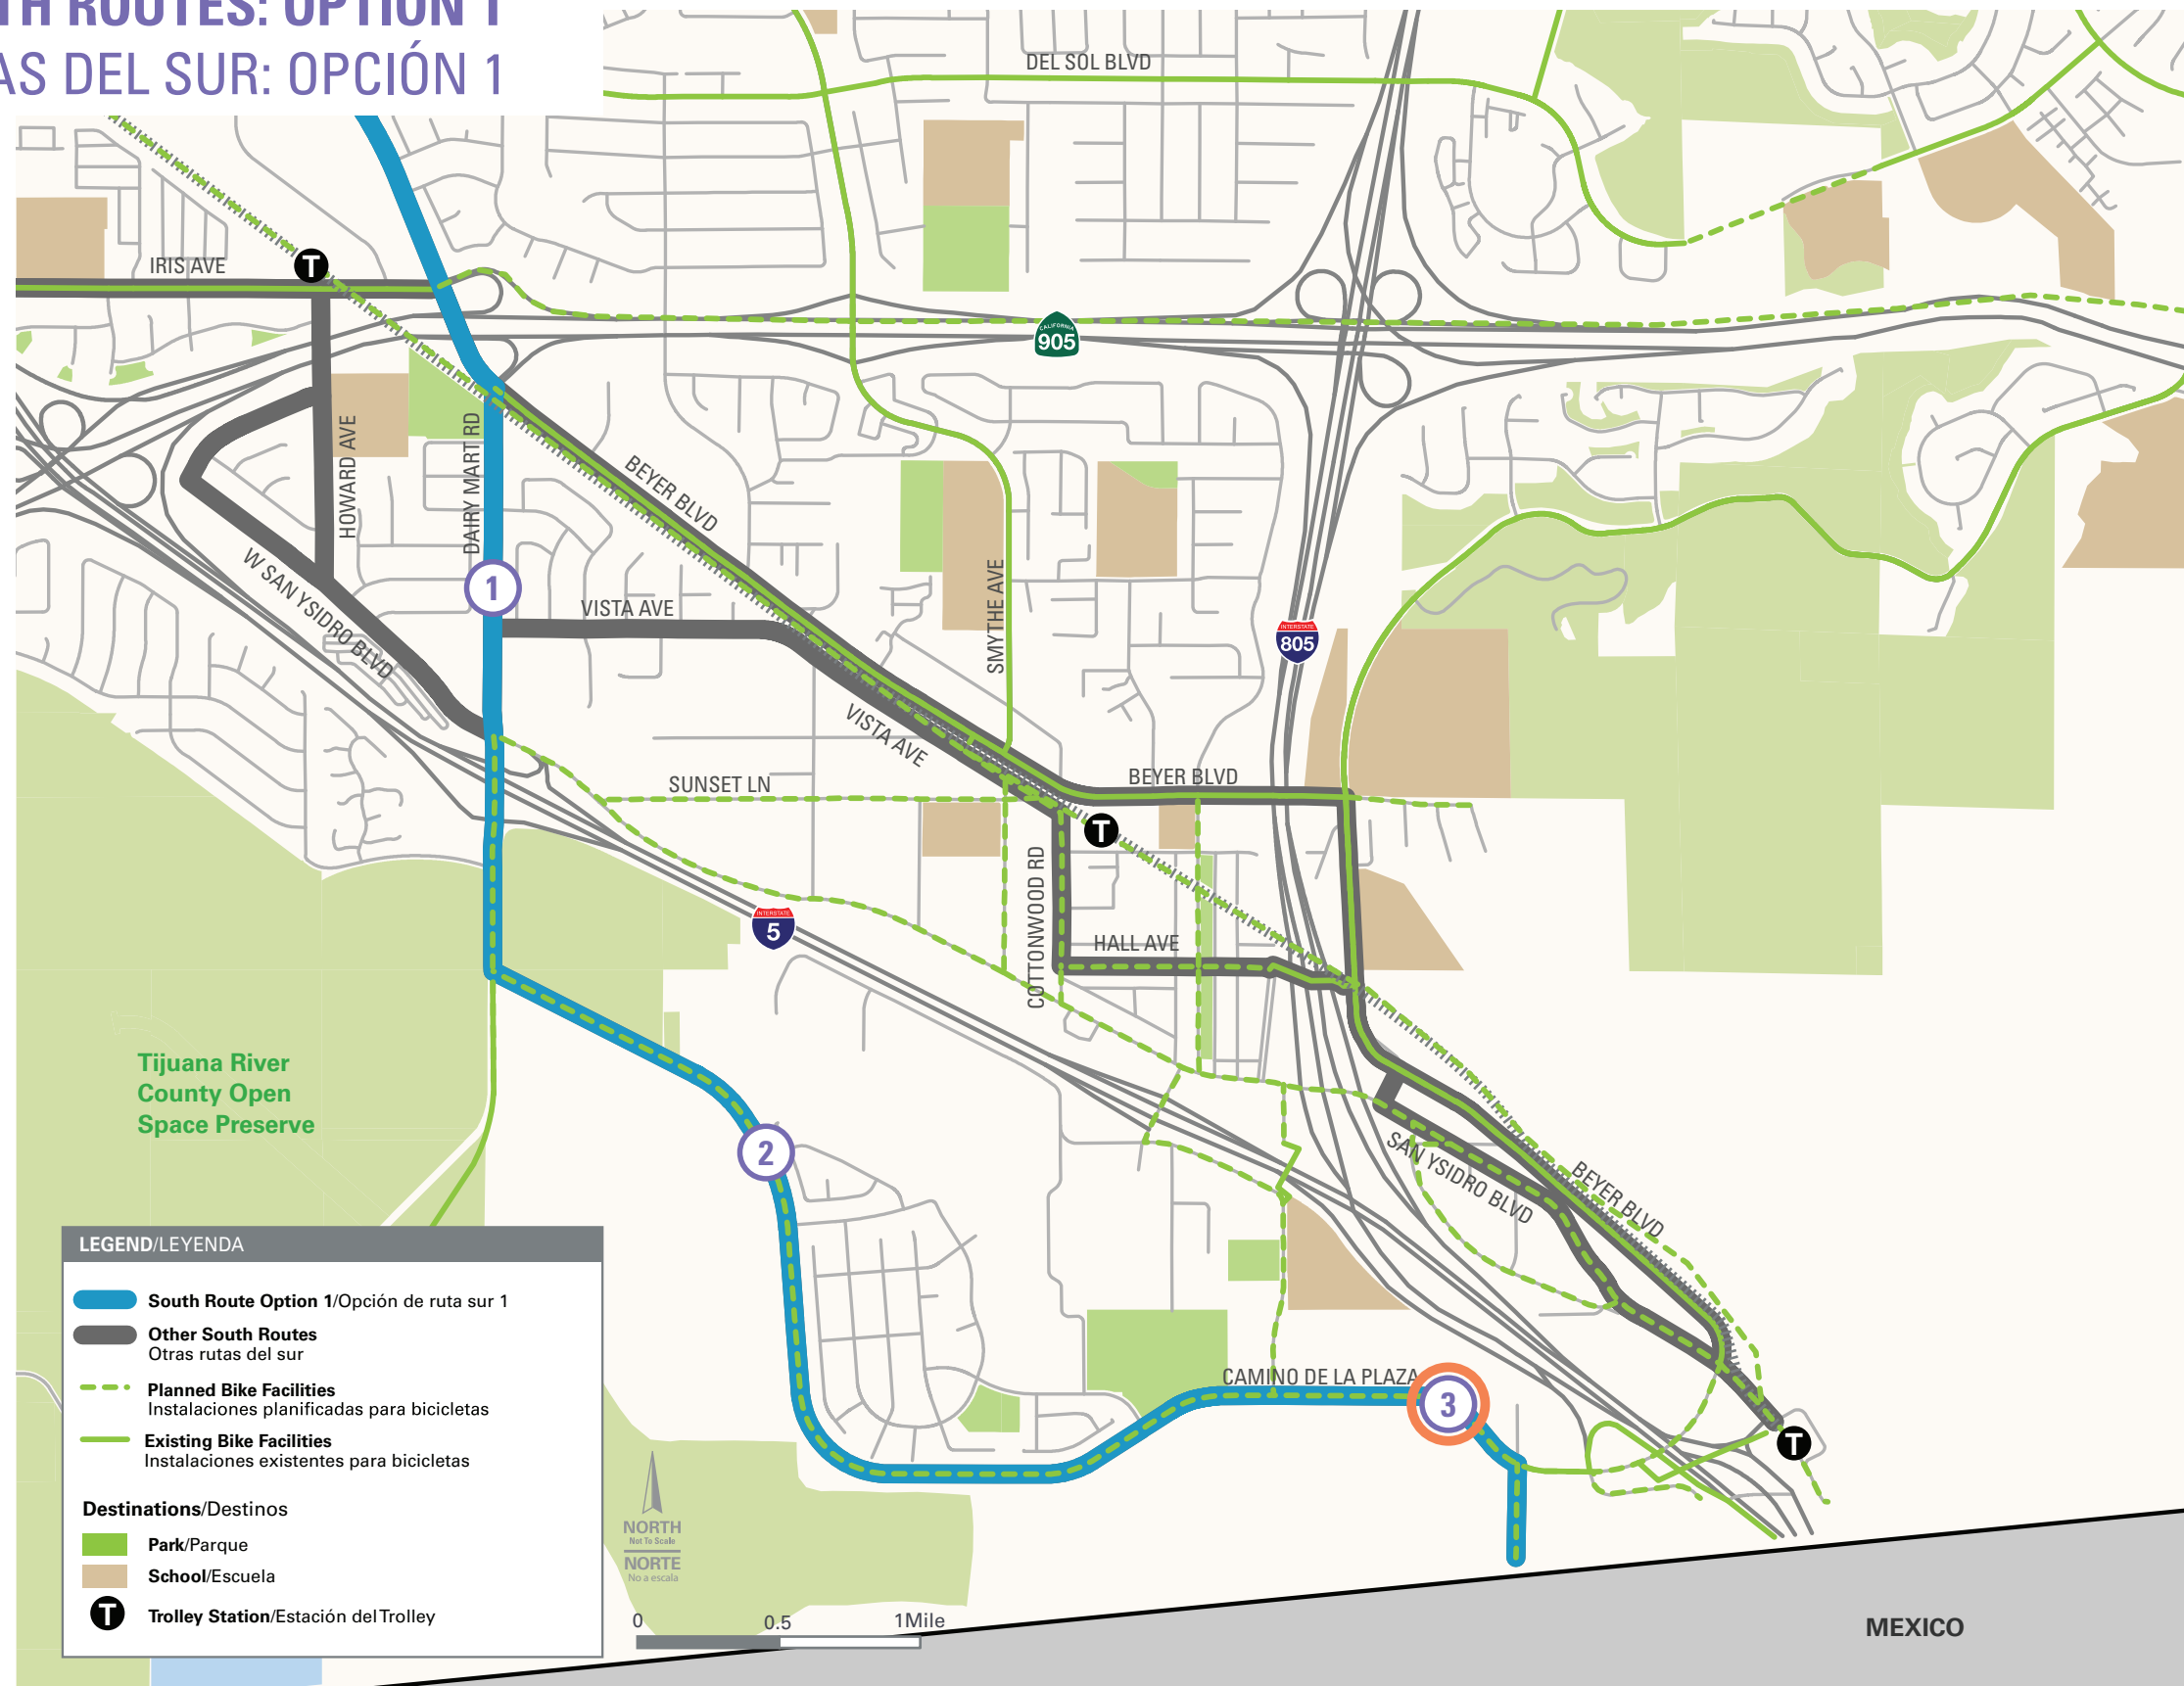 TH ROUTES: OPTION 1
AS DEL SUR: OPCIÓN 1
DEL SOL BLVD
IRIS AVE
T
CALIFORNIA
905
HOWARD AVE
DAIRY MART RD
BEYER BLVD
W SAN YSIDRO BLVD
1
VISTA AVE
SMYTHE AVE
INTERSTATE
805
VISTA AVE
SUNSET LN
BEYER BLVD
T
COTTONWOOD RD
HALL AVE
INTERSTATE
5
Tijuana River
County Open
Space Preserve
2
SAN YSIDRO BLVD
BEYER BLVD
CAMINO DE LA PLAZA
3
T
LEGEND/LEYENDA
South Route Option 1/Opción de ruta sur 1
Other South Routes
Otras rutas del sur
Planned Bike Facilities
Instalaciones planificadas para bicicletas
Existing Bike Facilities
Instalaciones existentes para bicicletas
Destinations/Destinos
Park/Parque
School/Escuela
T
Trolley Station/Estación del Trolley
NORTH
Not To Scale
NORTE
No a escala
0 0.5 1Mile
MEXICO